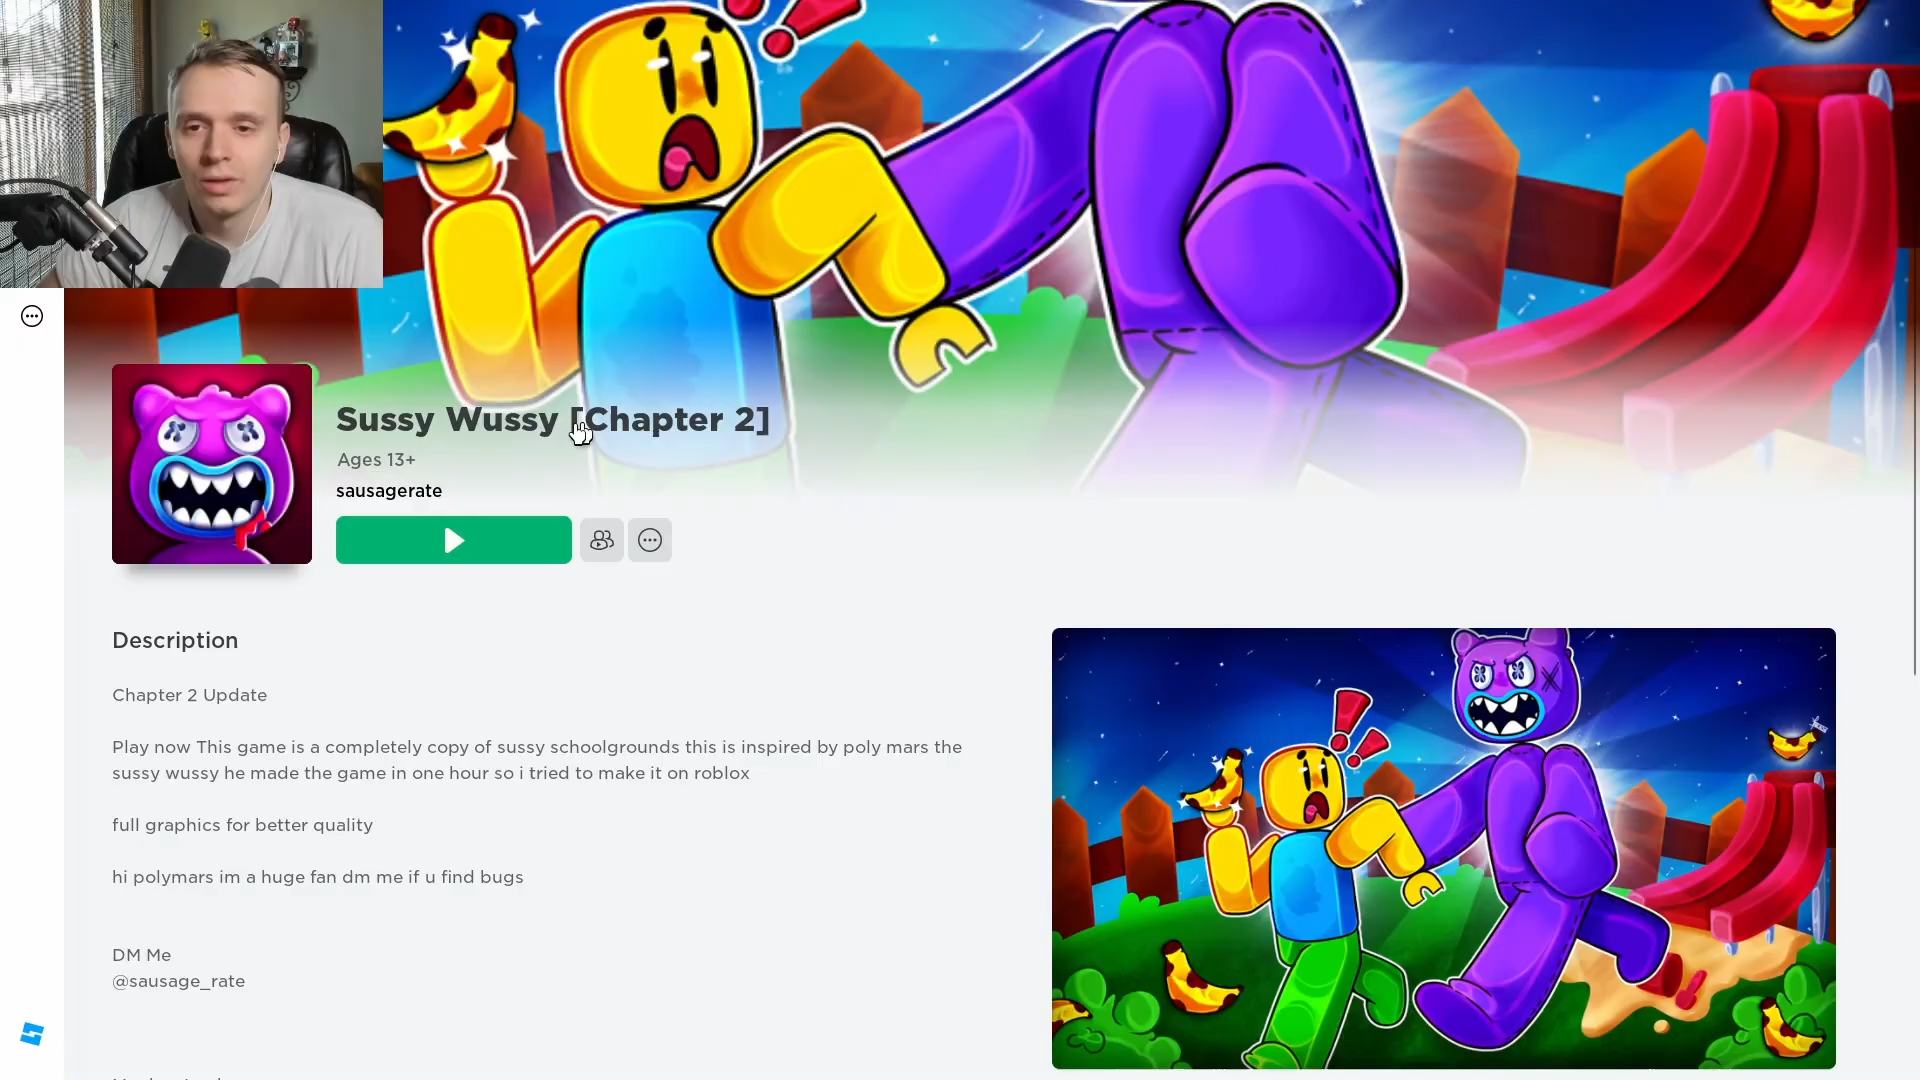 Sussy Wussy [Chapter 2]
Ages 13+
sausagerate
Description
Chapter 2 Update
Play now This game is a completely copy of sussy schoolgrounds this is inspired by poly mars the
sussy wussy he made the game in one hour so i tried to make it on roblox
full graphics for better quality
hi polymars im a huge fan dm me if u find bugs
DM Me
@sausage_rate